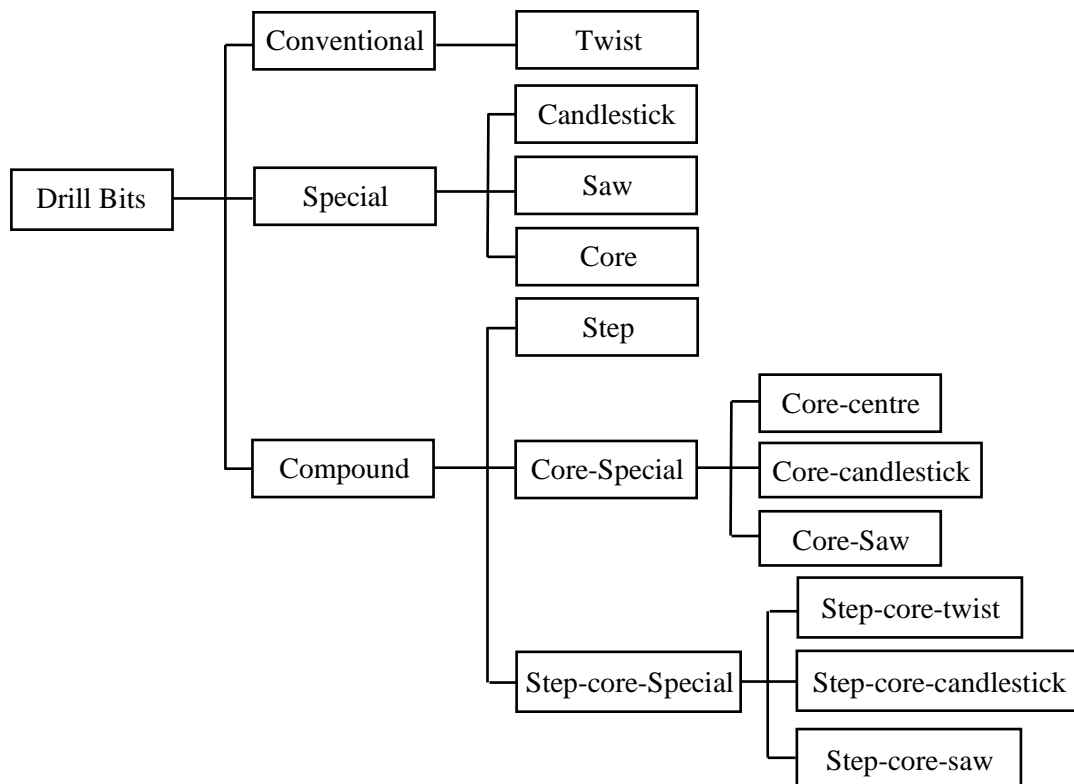 Conventional
Twist
Candlestick
Drill Bits
Special
Saw
Core
Step
Core-centre
Compound
Core-Special
Core-candlestick
Core-Saw
Step-core-twist
Step-core-Special
Step-core-candlestick
Step-core-saw